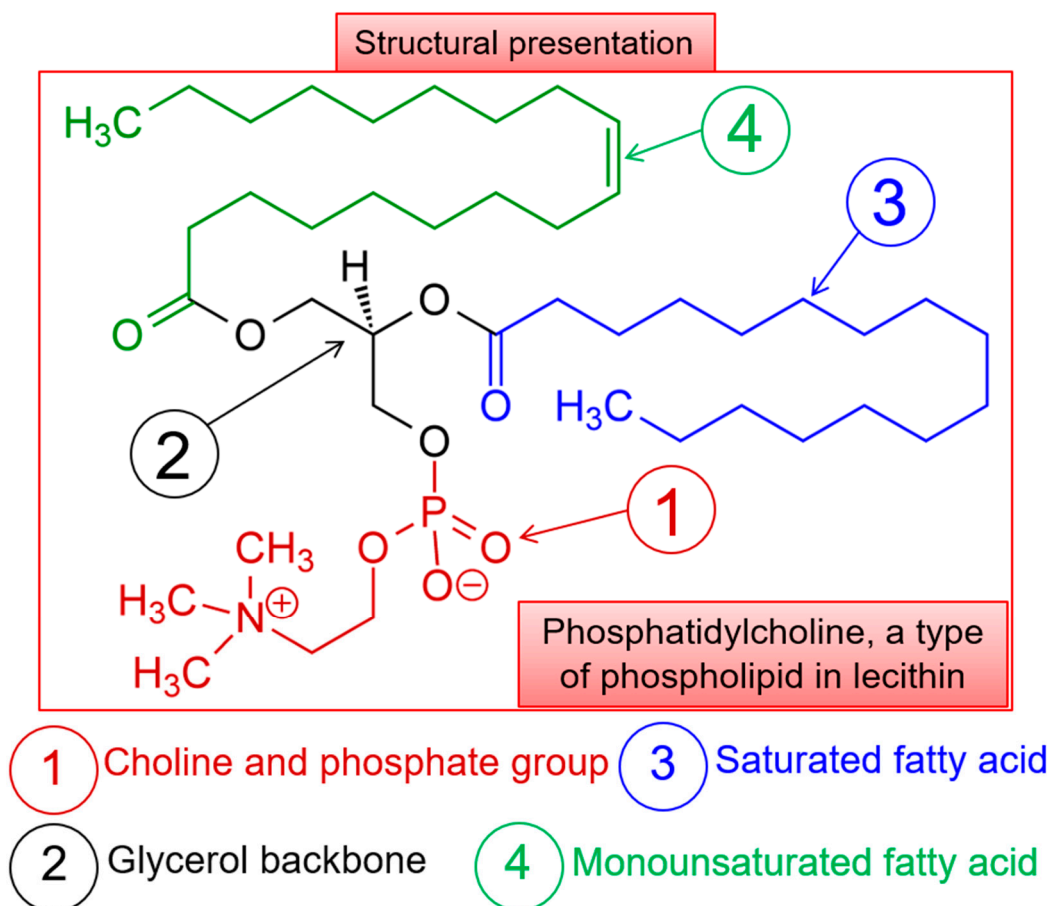 Structural presentation
H₃C
4
3
H
O
O
O
O
H₃C
2
O
1
P
O
O
CH₃
O⊖
H₃C
N⊕
H₃C
Phosphatidylcholine, a type
of phospholipid in lecithin
1 Choline and phosphate group
3 Saturated fatty acid
2 Glycerol backbone
4 Monounsaturated fatty acid